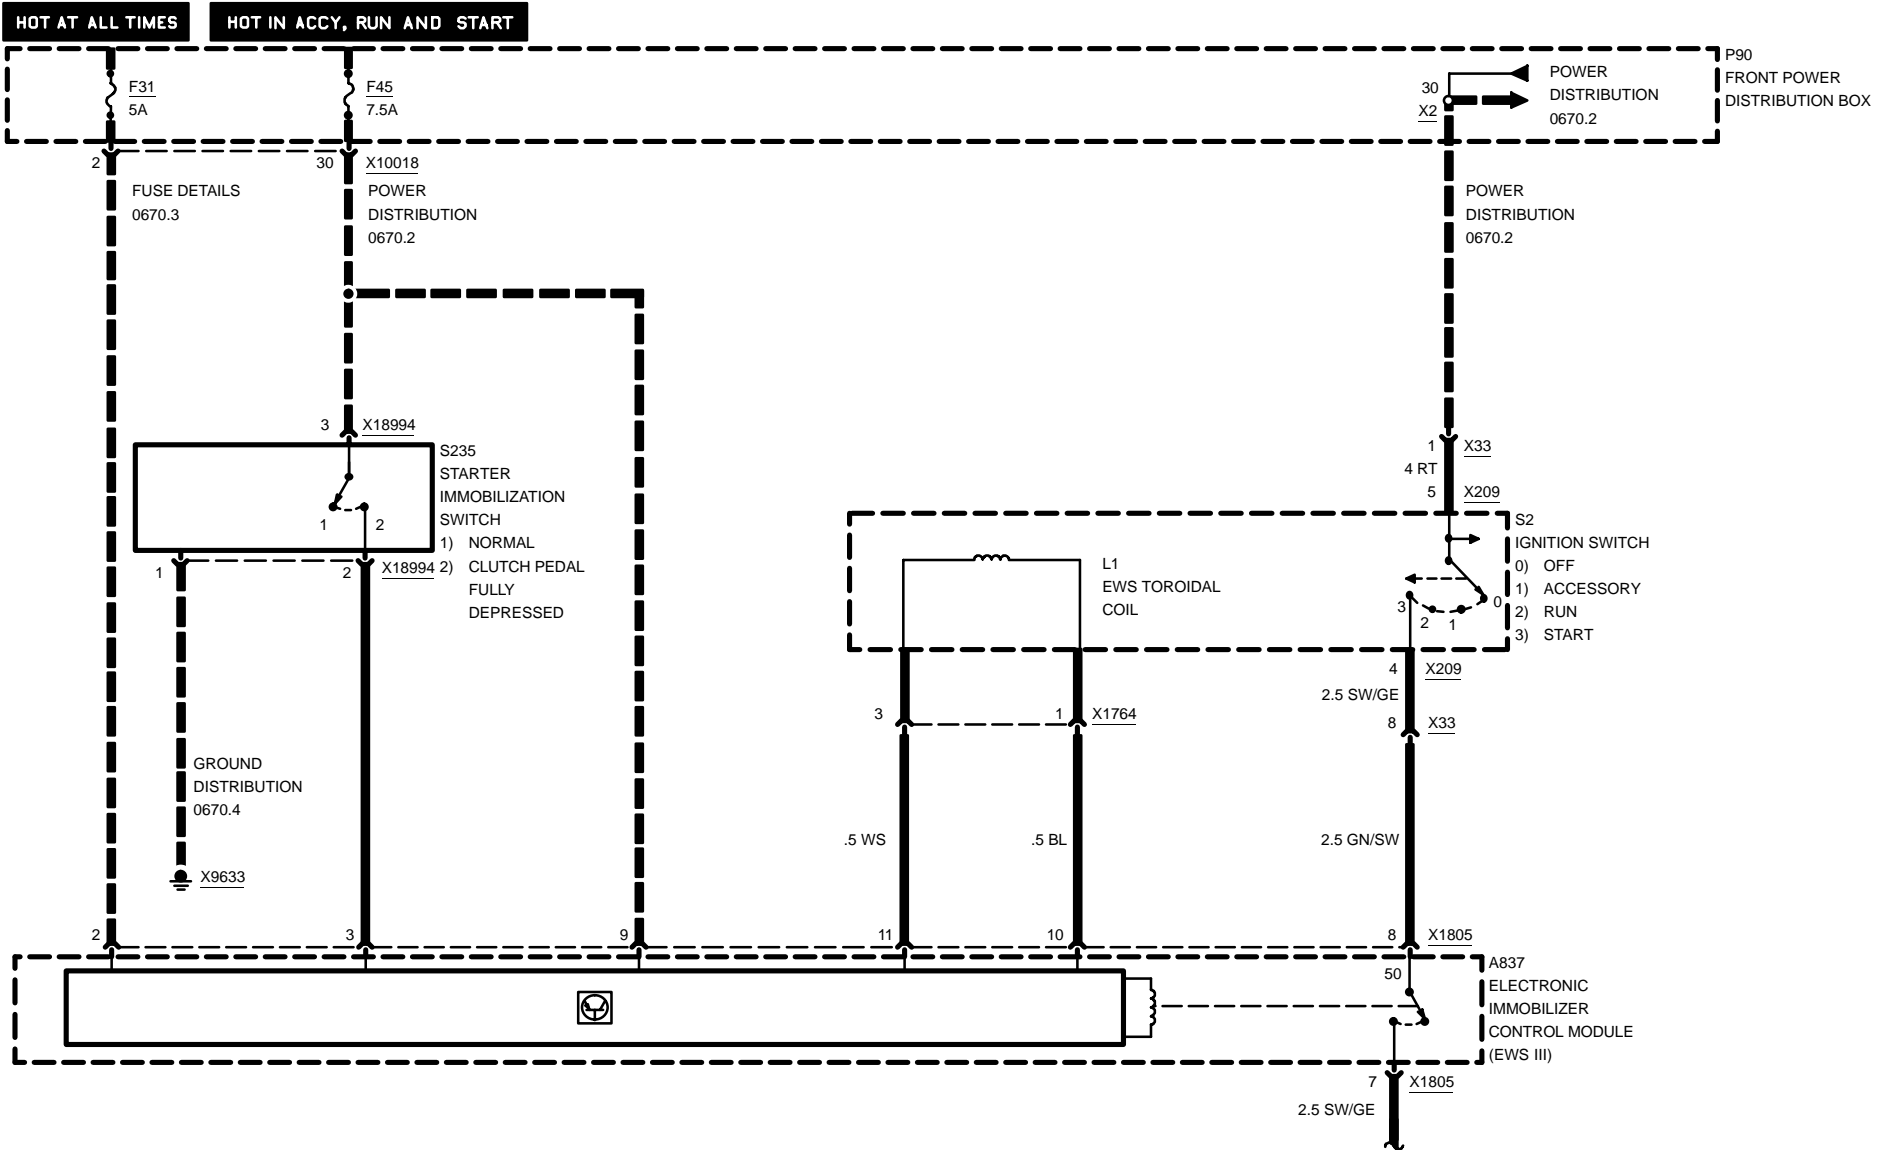 HOT AT ALL TIMES
HOT IN ACCY, RUN AND START
F31
5A
F45
7.5A
30
X2
POWER
DISTRIBUTION
0670.2
P90
FRONT POWER
DISTRIBUTION BOX
2
30
X10018
FUSE DETAILS
0670.3
POWER
DISTRIBUTION
0670.2
POWER
DISTRIBUTION
0670.2
3
X18994
S235
STARTER
IMMOBILIZATION
SWITCH
1) NORMAL
2) CLUTCH PEDAL
FULLY
DEPRESSED
1
2
1
2
X18994
1
X33
4 RT
5
X209
S2
IGNITION SWITCH
0) OFF
1) ACCESSORY
2) RUN
3) START
L1
EWS TOROIDAL
COIL
3
2
1
0
4
X209
2.5 SW/GE
8
X33
3
1
X1764
GROUND
DISTRIBUTION
0670.4
X9633
.5 WS
.5 BL
2.5 GN/SW
2
3
9
11
10
8
X1805
50
A837
ELECTRONIC
IMMOBILIZER
CONTROL MODULE
(EWS III)
7
X1805
2.5 SW/GE